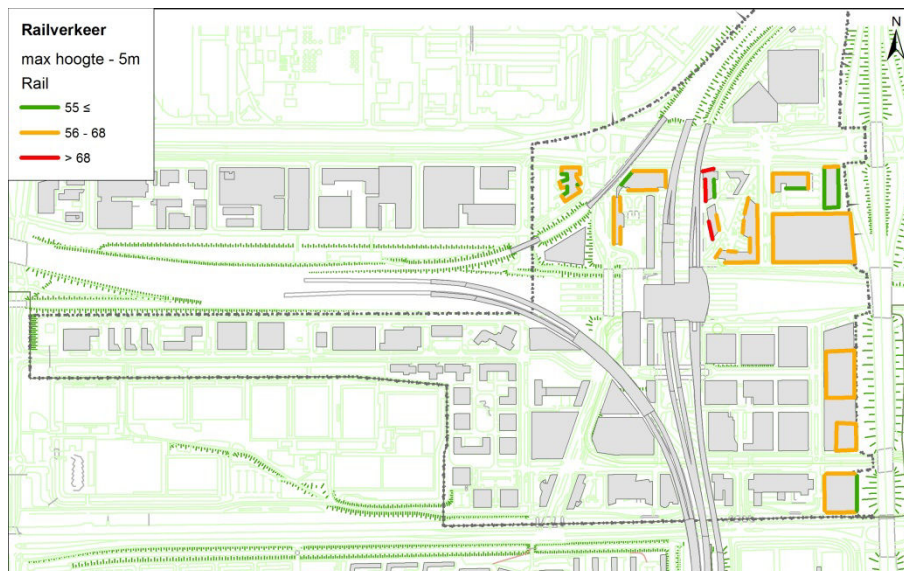 Railverkeer
max hoogte - 5m
Rail
55 ≤
56 - 68
> 68
N